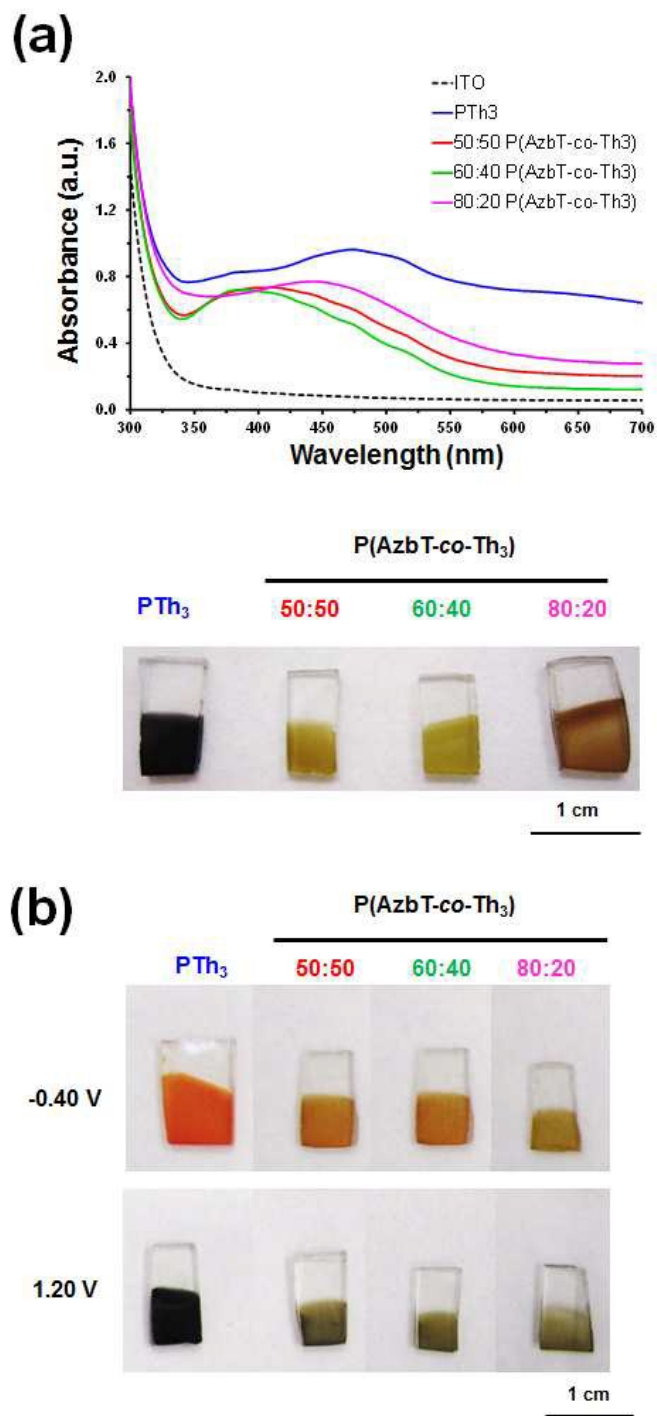 (a)
2.0
1.6
1.2
0.8
0.4
0.0
Absorbance (a.u.)
ITO
PTh3
50:50 P(AzbT-co-Th3)
60:40 P(AzbT-co-Th3)
80:20 P(AzbT-co-Th3)
300 350 400 450 500 550 600 650 700
Wavelength (nm)
P(AzbT-co-Th₃)
PTh₃ 50:50 60:40 80:20
1 cm
(b)
P(AzbT-co-Th₃)
PTh₃ 50:50 60:40 80:20
-0.40 V
1.20 V
1 cm